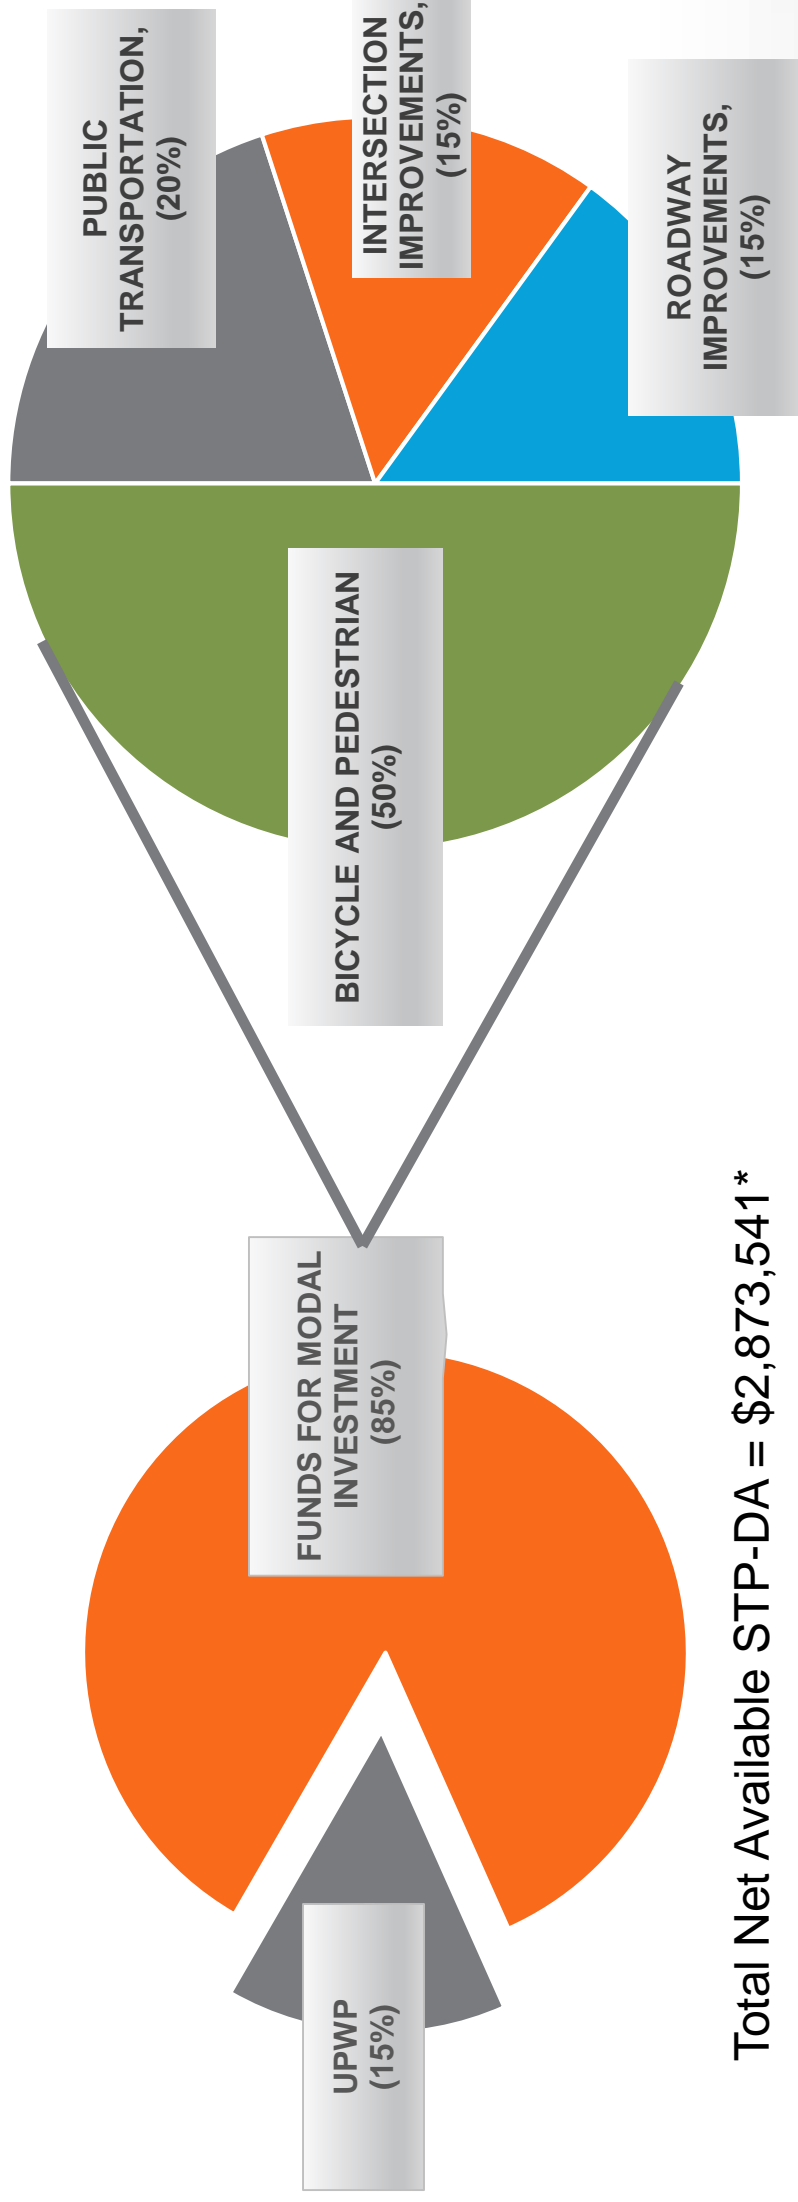 UPWP
(15%)
FUNDS FOR MODAL
INVESTMENT
(85%)
BICYCLE AND PEDESTRIAN
(50%)
PUBLIC
TRANSPORTATION,
(20%)
INTERSECTION
IMPROVEMENTS,
(15%)
ROADWAY
IMPROVEMENTS,
(15%)
Total Net Available STP-DA = $2,873,541*